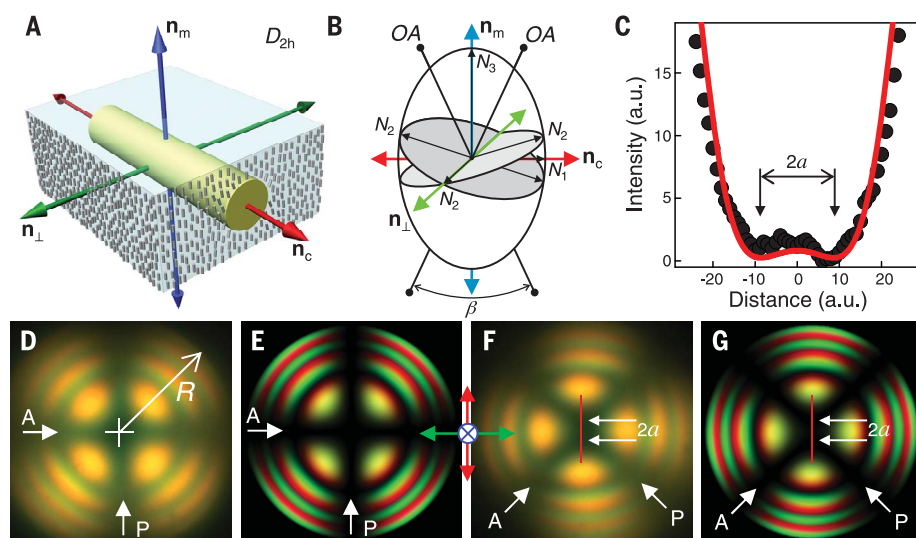 A
n_m
D_2h
n_⊥
n_c
B
OA
n_m
OA
N_3
N_2
N_2
n_c
N_1
n_⊥
N_2
β
C
Intensity (a.u.)
15
10
5
0
2a
-20 -10 0 10 20
Distance (a.u.)
D
R
A
P
E
A
P
F
2a
A
P
G
2a
A
P